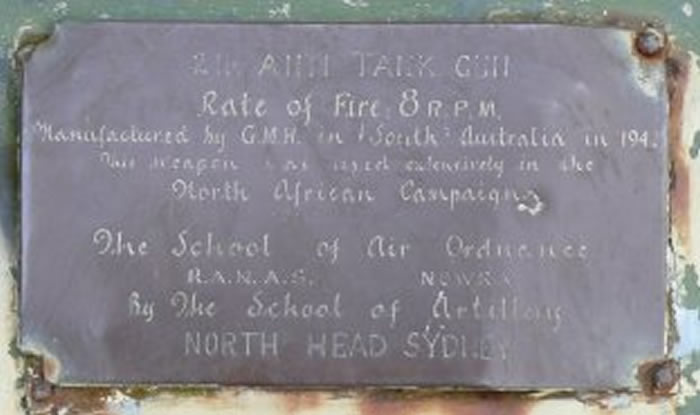 ANTI TANK GUN
Rate of Fire 8 R.P.M.
Manufactured by G.M.H. in South Australia in 194
This weapon was used extensively in the
North African Campaign
The School of Air Ordnance
R.A.N.A.S. NOWRA
By The School of Artillery
NORTH HEAD SYDNEY